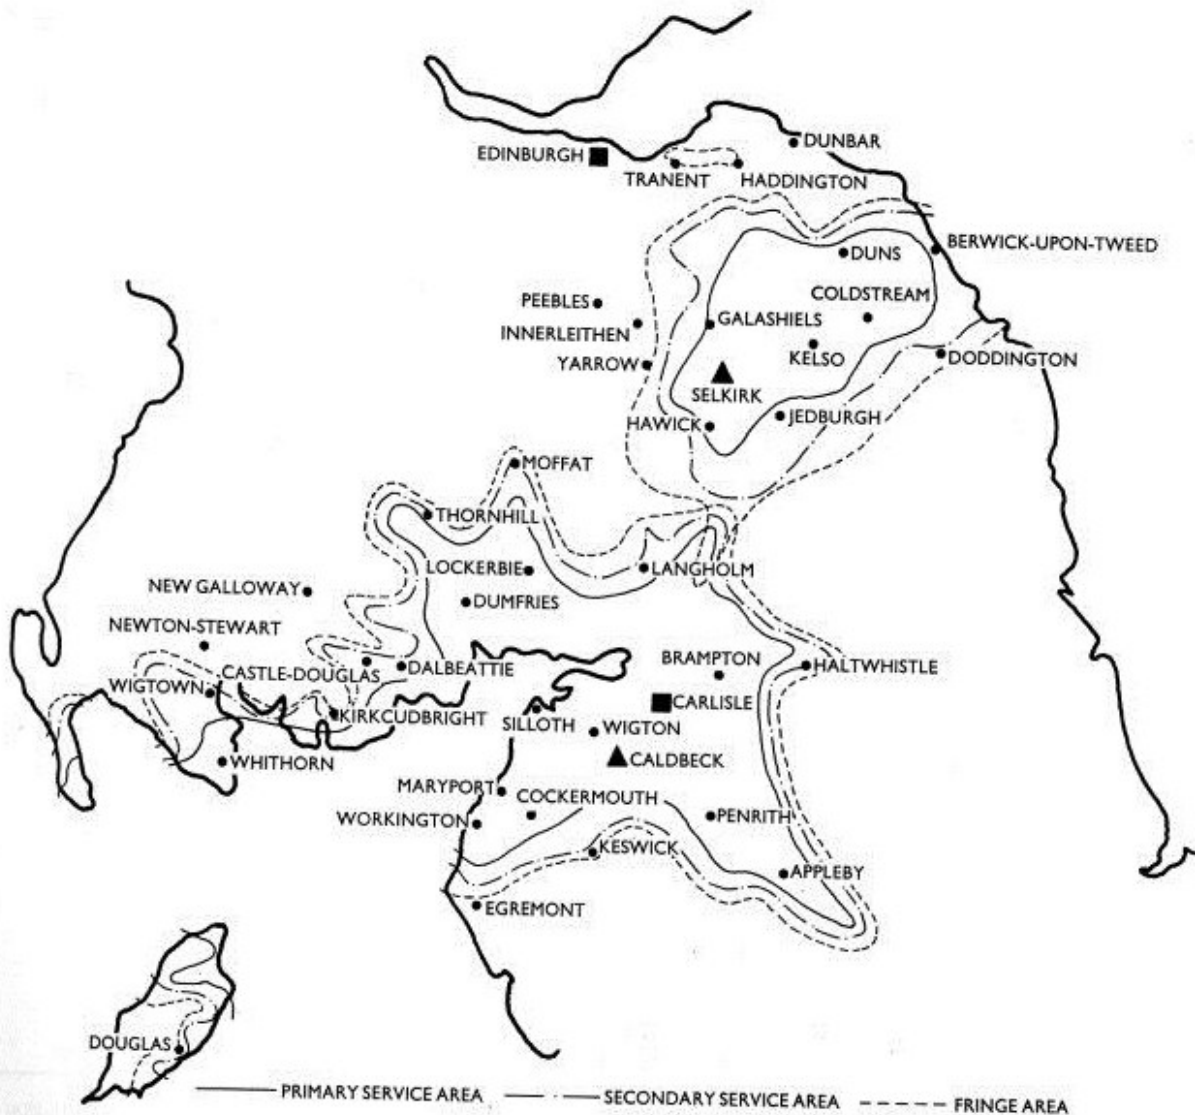 DUNBAR
EDINBURGH
TRANENT
HADDINGTON
BERWICK-UPON-TWEED
DUNS
COLDSTREAM
PEEBLES
GALASHIELS
INNERLEITHEN
KELSO
YARROW
DODDINGTON
SELKIRK
HAWICK
JEDBURGH
MOFFAT
THORNHILL
LOCKERBIE
LANGHOLM
NEW GALLOWAY
DUMFRIES
NEWTON-STEWART
BRAMPTON
HALTWHISTLE
CASTLE-DOUGLAS
DALBEATTIE
WIGTOWN
CARLISLE
KIRKCUDBRIGHT
SILLOTH
WIGTON
WHITHORN
CALDBECK
MARYPORT
COCKERMOUTH
WORKINGTON
PENRITH
KESWICK
APPLEBY
EGREMONT
DOUGLAS
PRIMARY SERVICE AREA
SECONDARY SERVICE AREA
FRINGE AREA